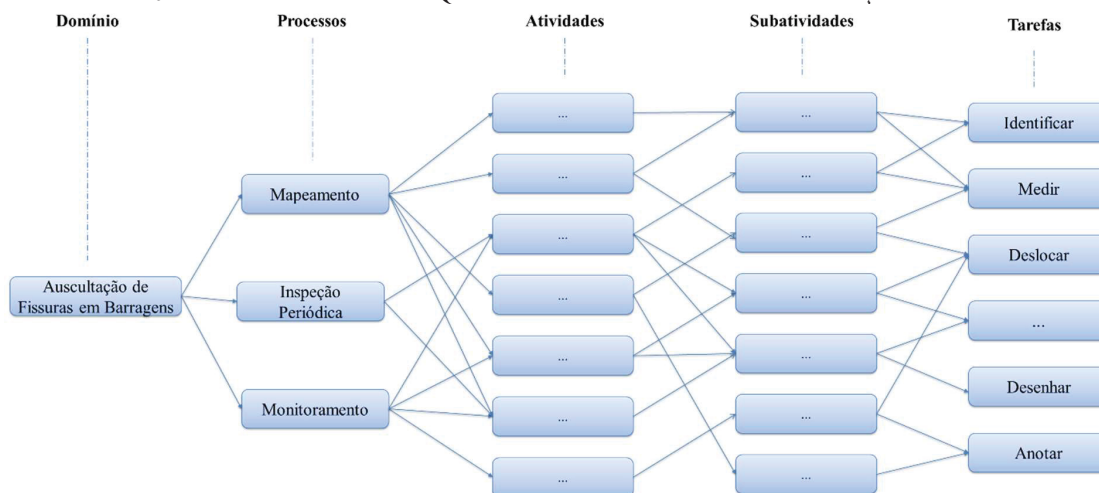 Domínio
Processos
Atividades
Subatividades
Tarefas
Auscultação de
Fissuras em Barragens
Mapeamento
Inspeção
Periódica
Monitoramento
...
...
...
...
...
...
...
...
...
...
...
...
...
...
Identificar
Medir
Deslocar
...
Desenhar
Anotar